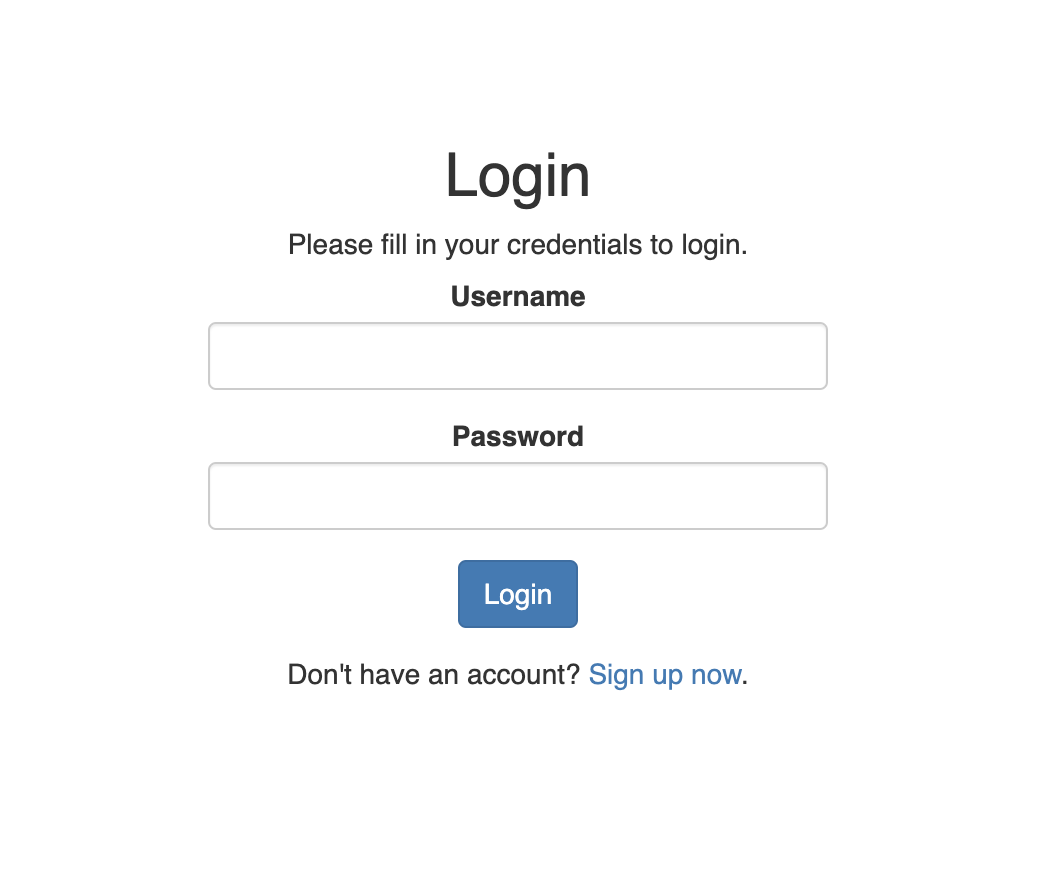 Login
Please fill in your credentials to login.
Username
Password
Login
Don't have an account? Sign up now.